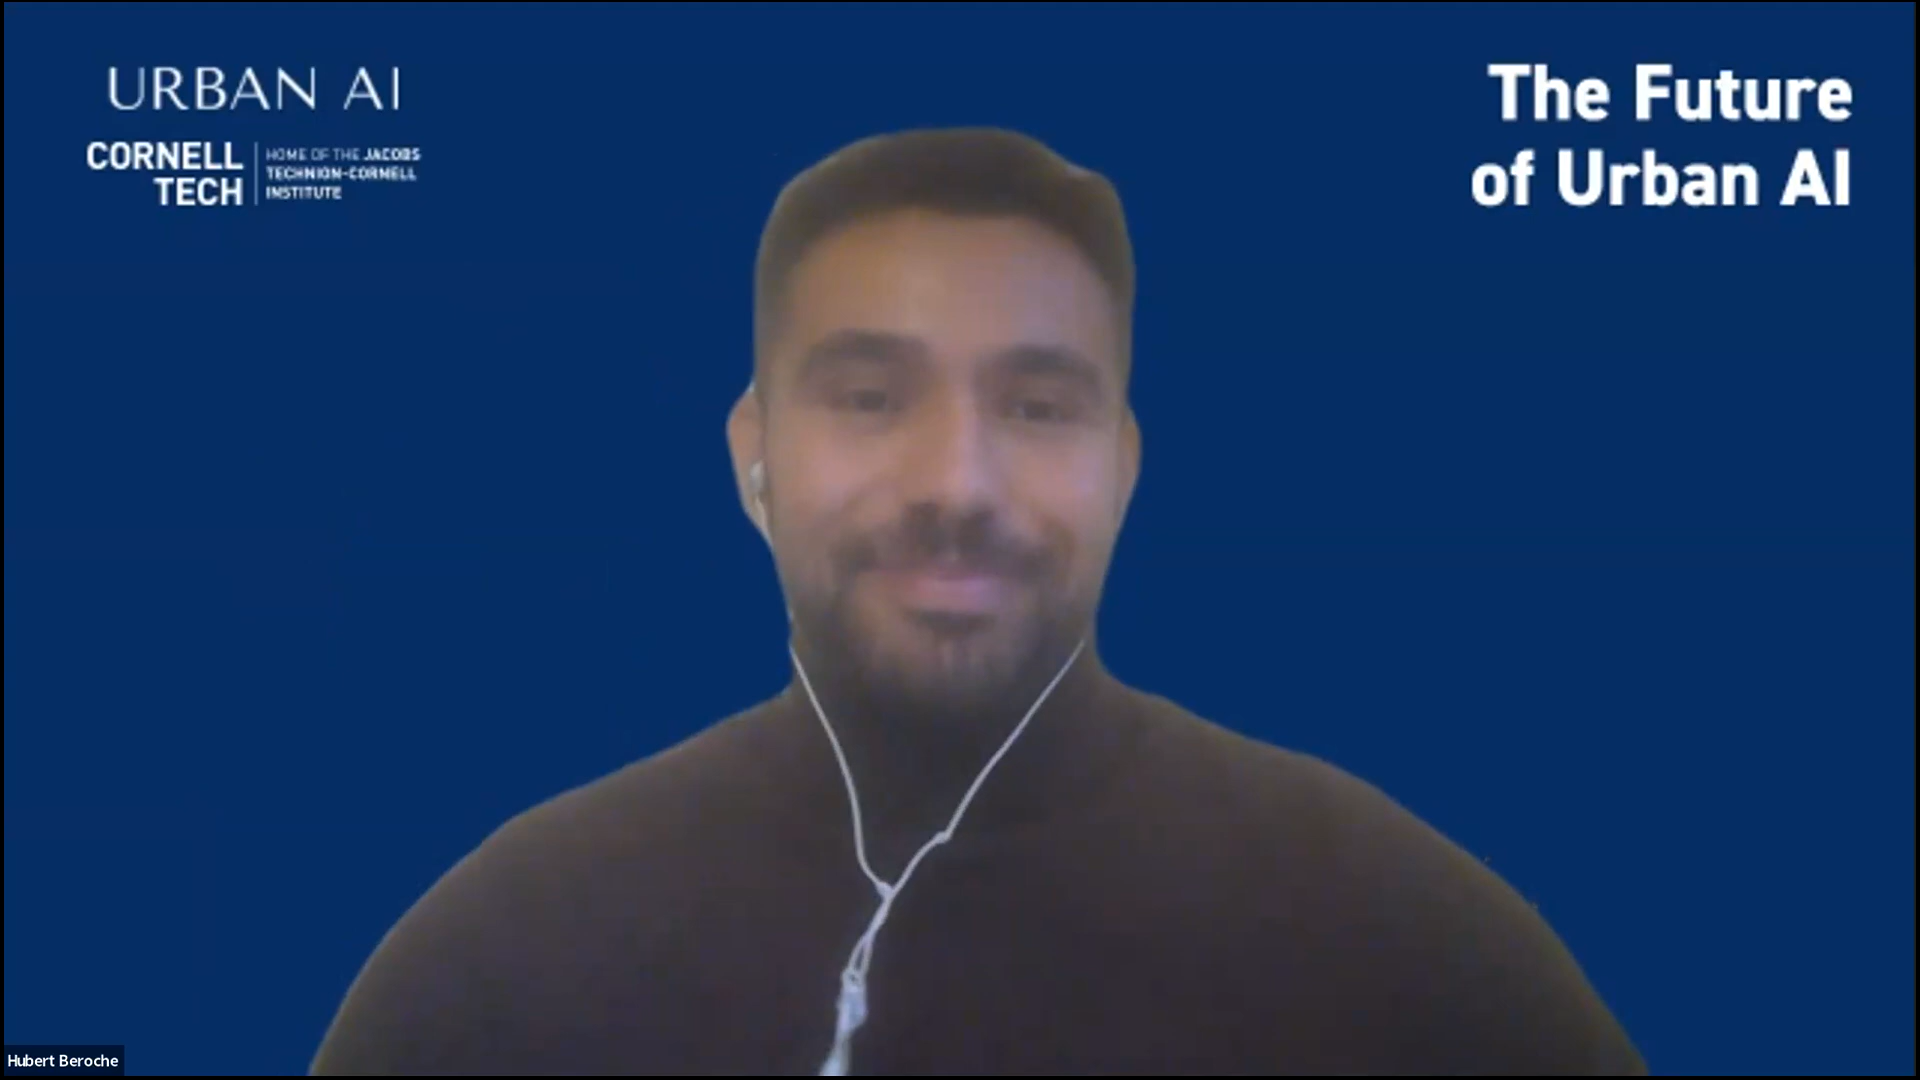 URBAN AI
CORNELL
TECH
HOME OF THE JACOBS
TECHNION-CORNELL
INSTITUTE
The Future
of Urban AI
Hubert Beroche